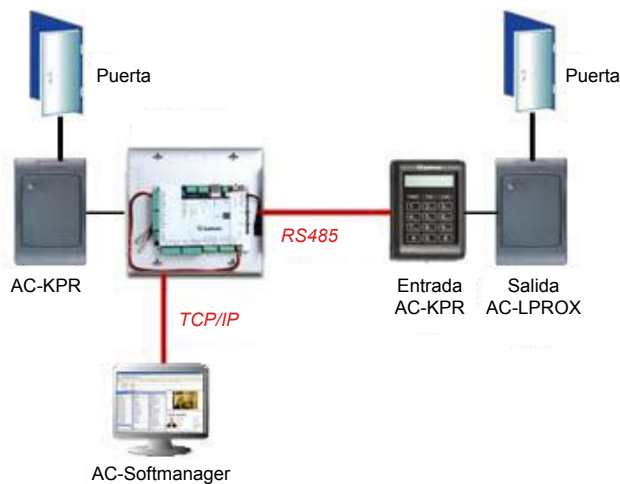 Puerta
Puerta
RS485
AC-KPR
Entrada
AC-KPR
Salida
AC-LPROX
TCP/IP
AC-Softmanager